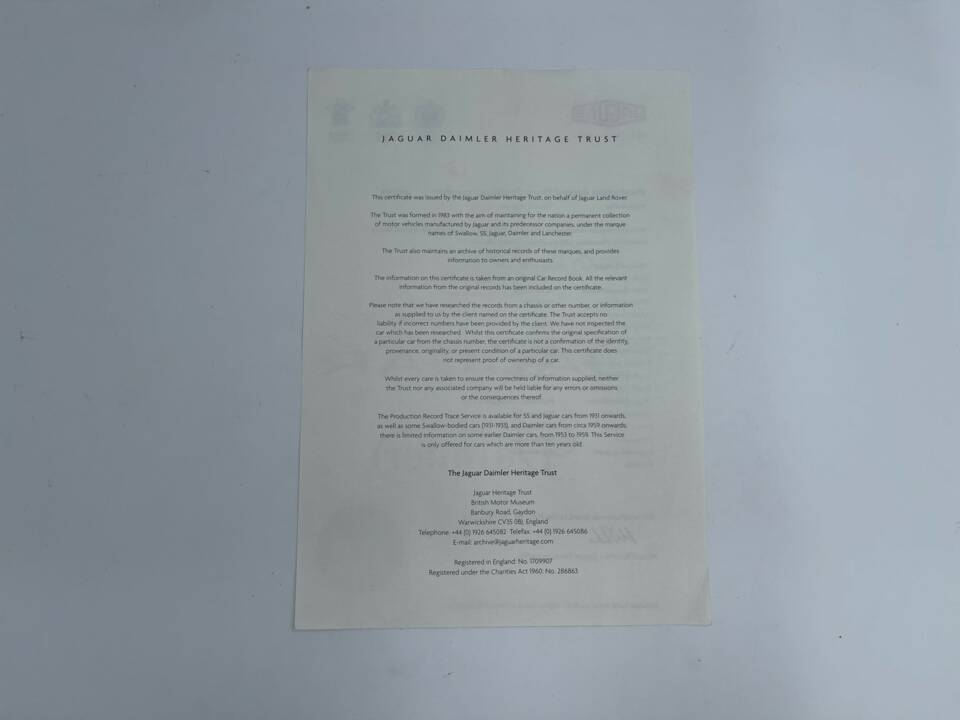 JAGUAR DAIMLER HERITAGE TRUST
This certificate was issued by the Jaguar Daimler Heritage Trust, on behalf of Jaguar Land Rover.
The Trust was formed in 1983 with the aim of maintaining for the nation a permanent collection
of motor vehicles manufactured by Jaguar and its predecessor companies, under the marque
names of Swallow, SS, Jaguar, Daimler and Lanchester.
The Trust also maintains an archive of historical records of these marques, and provides
information to owners and enthusiasts.
The information on this certificate is taken from an original Car Record Book. All the relevant
information from the original records has been included on the certificate.
Please note that we have researched the records from a chassis or other number, or information
as supplied to us by the client named on the certificate. The Trust accepts no
liability if incorrect numbers have been provided by the client. We have not inspected the
car which has been researched. Whilst this certificate confirms the original specification of
a particular car from the chassis number, the certificate is not a confirmation of the identity,
provenance, originality, or present condition of a particular car. This certificate does
not represent proof of ownership of a car.
Whilst every care is taken to ensure the correctness of information supplied, neither
the Trust nor any associated company will be held liable for any errors or omissions
or the consequences thereof.
The Production Record Trace Service is available for SS and Jaguar cars from 1931 onwards,
as well as some Swallow-bodied cars (1931-1933), and Daimler cars from circa 1959 onwards;
there is limited information on some earlier Daimler cars, from 1953 to 1959. This Service
is only offered for cars which are more than ten years old.
The Jaguar Daimler Heritage Trust
Jaguar Heritage Trust
British Motor Museum
Banbury Road, Gaydon
Warwickshire CV35 0BJ, England
Telephone: +44 (0) 1926 645082 Telefax: +44 (0) 1926 645086
E-mail: archive@jaguarheritage.com
Registered in England: No. 1709907
Registered under the Charities Act 1960: No. 286863